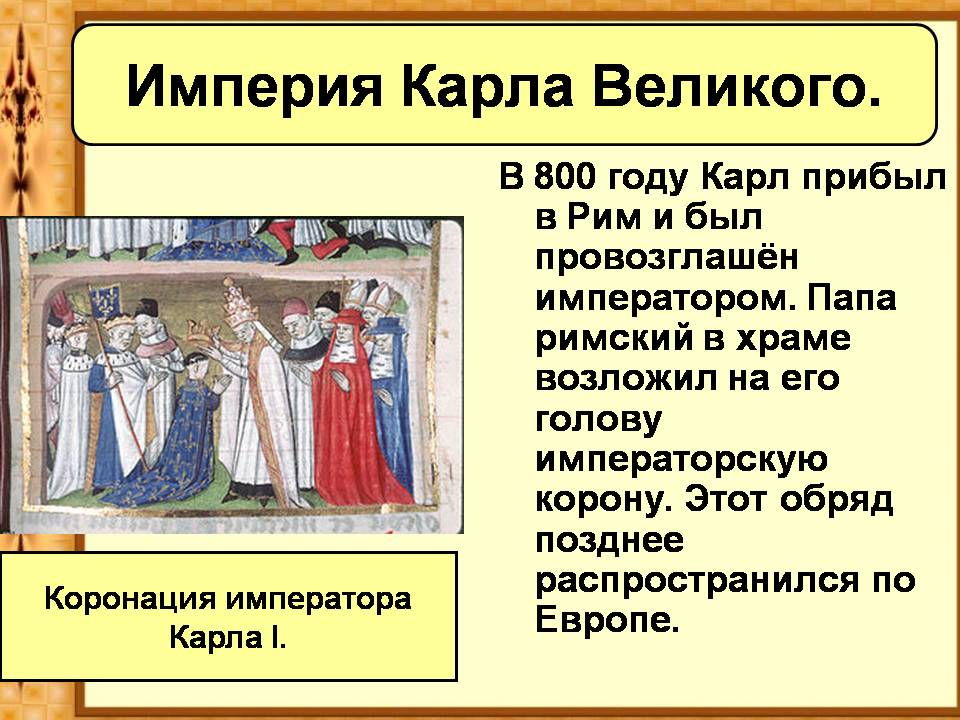 Империя Карла Великого.
В 800 году Карл прибыл
в Рим и был
провозглашён
императором. Папа
римский в храме
возложил на его
голову
императорскую
корону. Этот обряд
позднее
распространился по
Европе.
Коронация императора
Карла I.